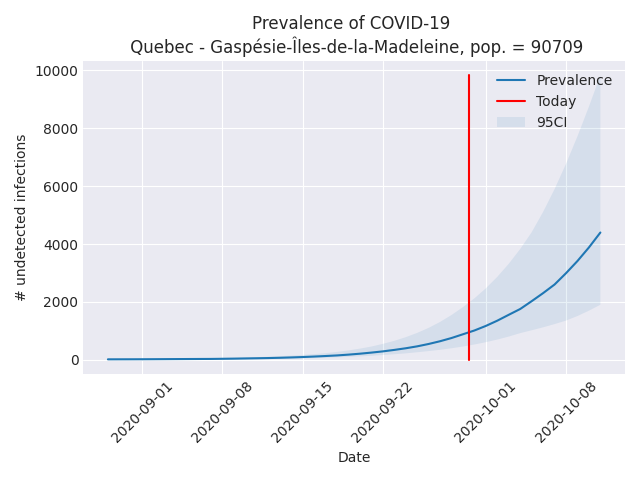 Prevalence of COVID-19
Quebec - Gaspésie-Îles-de-la-Madeleine, pop. = 90709
Prevalence
Today
95CI
10000
8000
6000
4000
2000
0
# undetected infections
2020-09-01
2020-09-08
2020-09-15
2020-09-22
2020-10-01
2020-10-08
Date